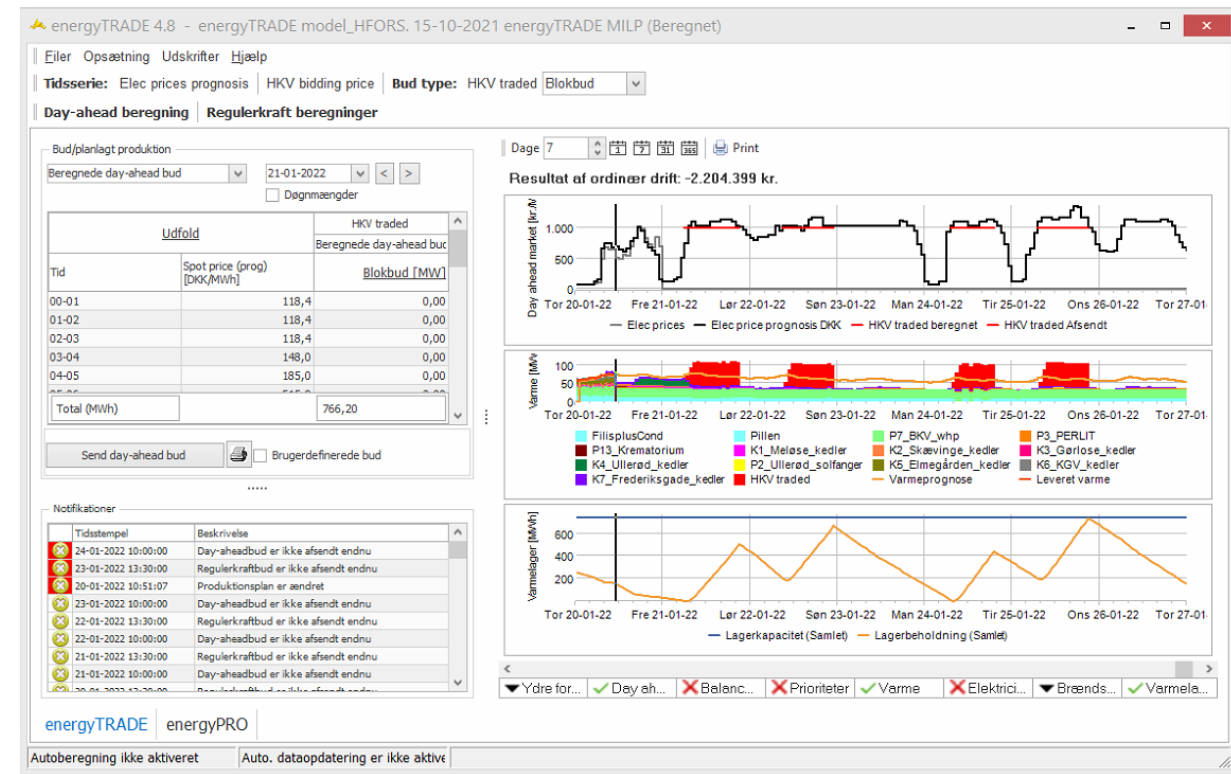 energyTRADE 4.8 - energyTRADE model_HFORS. 15-10-2021 energyTRADE MILP (Beregnet)
Filer Opsætning Udskrifter Hjælp
Tidsserie: Elec prices prognosis HKV bidding price Bud type: HKV traded Blokbud
Day-ahead beregning Regulerkraft beregninger
Bud/planlagt produktion
Beregnede day-ahead bud 21-01-2022 < >
Døgnmængder
Udfold HKV traded
Beregnede day-ahead buc
Tid Spot price (prog) [DKK/MWh] Blokbud [MW]
00-01 118,4 0,00
01-02 118,4 0,00
02-03 118,4 0,00
03-04 148,0 0,00
04-05 185,0 0,00
Total (MWh) 766,20
Send day-ahead bud Brugerdefinerede bud
Notifikationer
Tidsstempel Beskrivelse
24-01-2022 10:00:00 Day-aheadbud er ikke afsendt endnu
23-01-2022 13:30:00 Regulerkraftbud er ikke afsendt endnu
20-01-2022 10:51:07 Produktionsplan er ændret
23-01-2022 10:00:00 Day-aheadbud er ikke afsendt endnu
22-01-2022 13:30:00 Regulerkraftbud er ikke afsendt endnu
22-01-2022 10:00:00 Day-aheadbud er ikke afsendt endnu
21-01-2022 13:30:00 Regulerkraftbud er ikke afsendt endnu
21-01-2022 10:00:00 Day-aheadbud er ikke afsendt endnu
Dage 7 1 7 31 365 Print
Resultat af ordinær drift: -2.204.399 kr.
Day ahead market [kr./M
1.000
500
0
Tor 20-01-22 Fre 21-01-22 Lør 22-01-22 Søn 23-01-22 Man 24-01-22 Tir 25-01-22 Ons 26-01-22 Tor 27-01-
Elec prices Elec price prognosis DKK HKV traded beregnet HKV traded Afsendt
Varme [MW
100
50
0
Tor 20-01-22 Fre 21-01-22 Lør 22-01-22 Søn 23-01-22 Man 24-01-22 Tir 25-01-22 Ons 26-01-22 Tor 27-01-
FilisplusCond Pillen P7_BKV_whp P3_PERLIT
P13_Krematorium K1_Meløse_kedler K2_Skævinge_kedler K3_Gørlose_kedler
K4_Ullerød_kedler P2_Ullerød_solfanger K5_Elmegården_kedler K6_KGV_kedler
K7_Frederiksgade_kedler HKV traded Varmeprognose Leveret varme
Varmelager [MWh]
600
400
200
Tor 20-01-22 Fre 21-01-22 Lør 22-01-22 Søn 23-01-22 Man 24-01-22 Tir 25-01-22 Ons 26-01-22 Tor 27-01-
Lagerkapacitet (Samlet) Lagerbeholdning (Samlet)
Ydre for... Day ah... Balanc... Prioriteter Varme Elektrici... Brænds... Varmela...
energyTRADE energyPRO
Autoberegning ikke aktiveret Auto. dataopdatering er ikke aktive